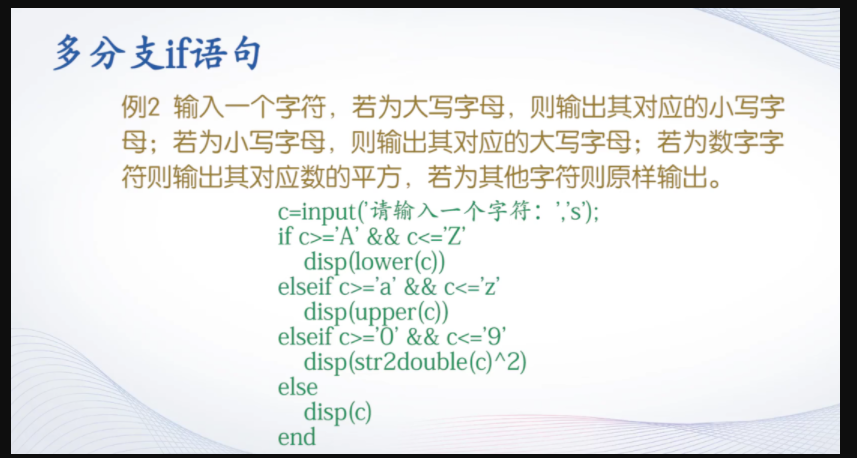 多分支if语句
例2 输入一个字符，若为大写字母，则输出其对应的小写字
母；若为小写字母，则输出其对应的大写字母；若为数字字
符则输出其对应数的平方，若为其他字符则原样输出。
c=input('请输入一个字符：','s');
if c>='A' && c<='Z'
disp(lower(c))
elseif c>='a' && c<='z'
disp(upper(c))
elseif c>='0' && c<='9'
disp(str2double(c)^2)
else
disp(c)
end